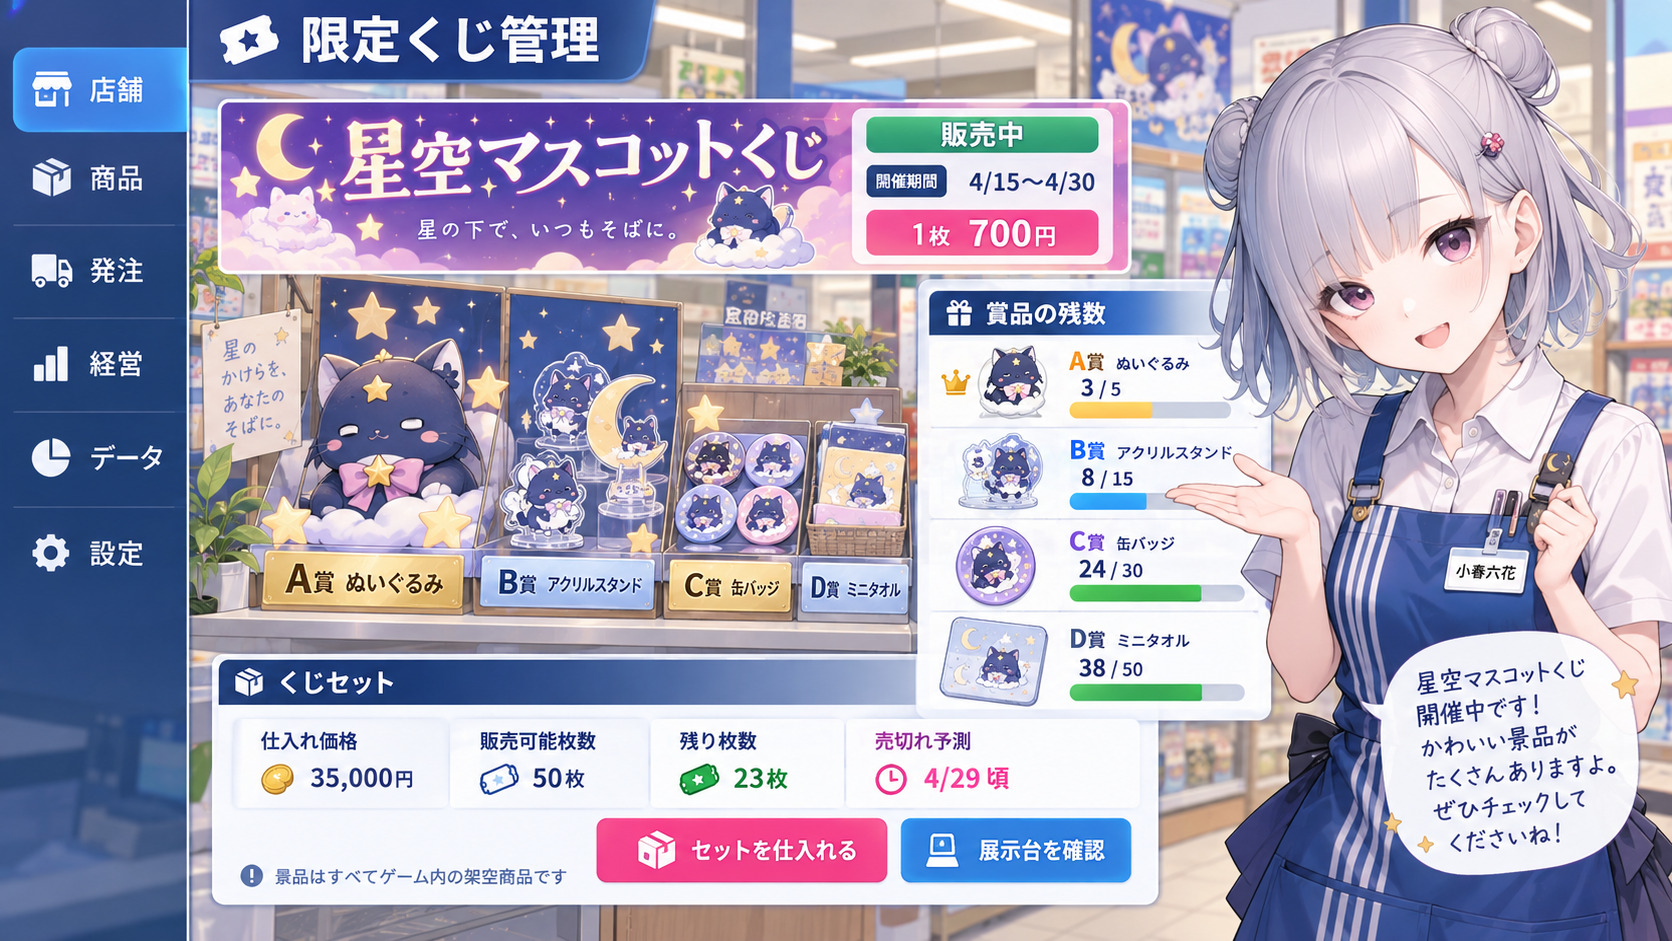 店舗
商品
発注
経営
データ
設定
限定くじ管理
星空マスコットくじ
星の下で、いつもそばに。
販売中
開催期間 4/15〜4/30
1枚 700円
星の
かけらを、
あなたの
そばに。
A賞 ぬいぐるみ
B賞 アクリルスタンド
C賞 缶バッジ
D賞 ミニタオル
賞品の残数
A賞 ぬいぐるみ
3 / 5
B賞 アクリルスタンド
8 / 15
C賞 缶バッジ
24 / 30
D賞 ミニタオル
38 / 50
小春六花
くじセット
仕入れ価格
35,000円
販売可能枚数
50枚
残り枚数
23枚
売切れ予測
4/29 頃
景品はすべてゲーム内の架空商品です
セットを仕入れる
展示台を確認
星空マスコットくじ
開催中です!
かわいい景品が
たくさんありますよ。
ぜひチェックして
くださいね!